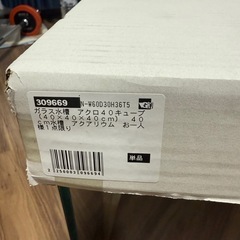 309669 N-W60D30H36T5
ガラス水槽 アクロ40キューブ
(40×40×40cm) 40
cm水槽 アクアリウム お一人
様1点限り
単品